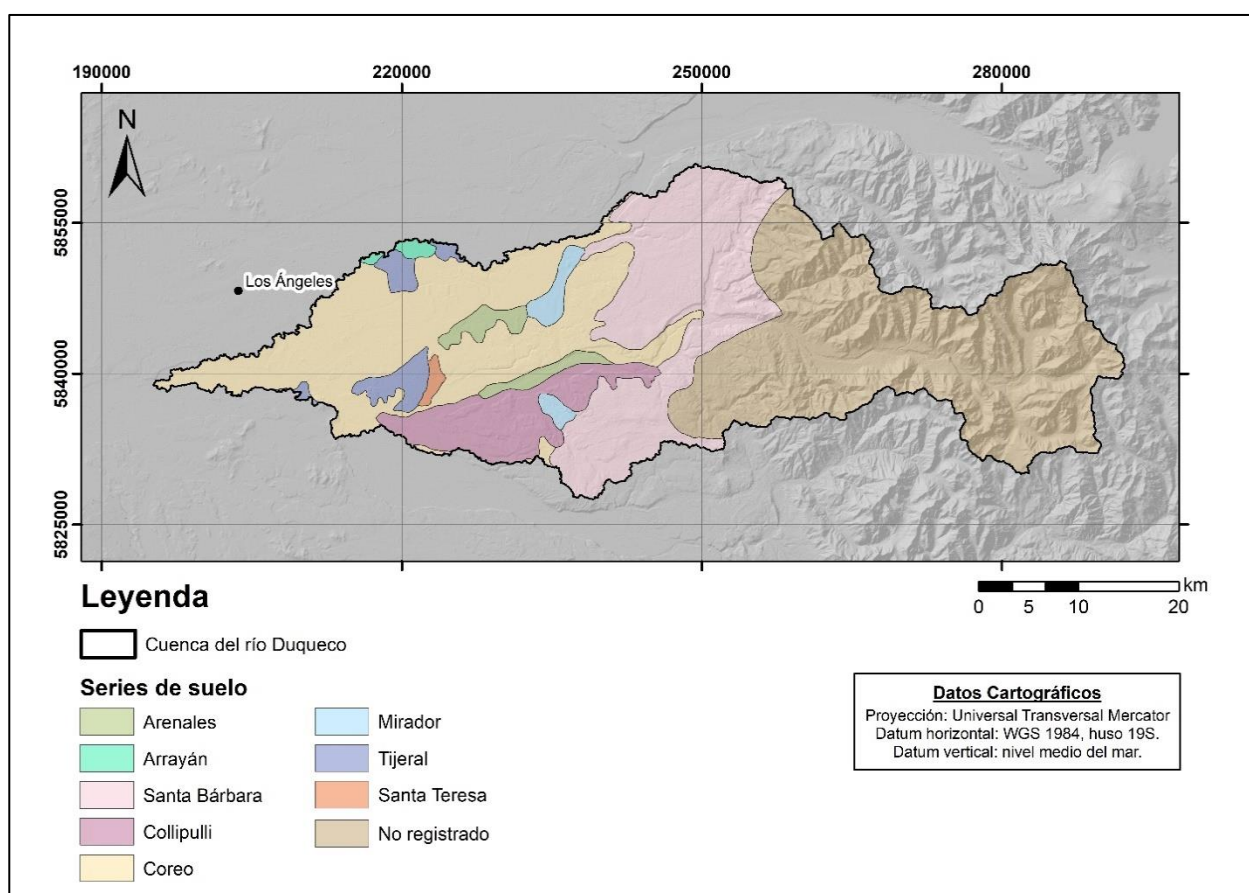 190000
220000
250000
280000
N
5855000
5840000
5825000
Los Ángeles
km
0
5
10
20
Leyenda
Cuenca del río Duqueco
Series de suelo
Arenales
Arrayán
Santa Bárbara
Collipulli
Coreo
Mirador
Tijeral
Santa Teresa
No registrado
Datos Cartográficos
Proyección: Universal Transversal Mercator
Datum horizontal: WGS 1984, huso 19S.
Datum vertical: nivel medio del mar.